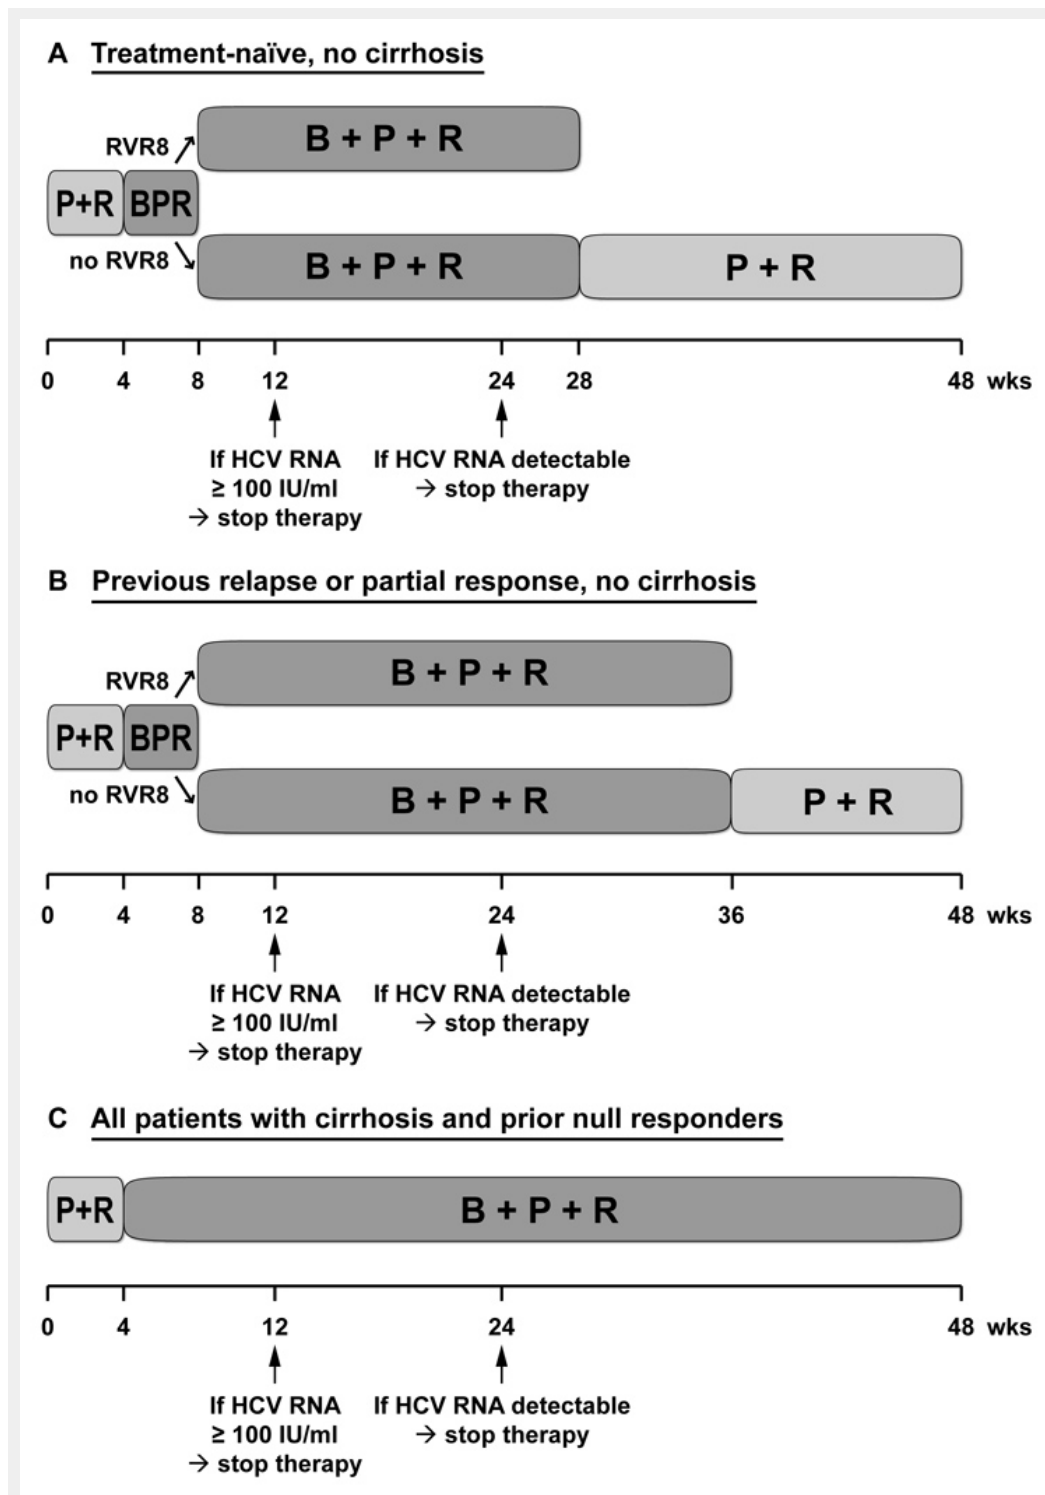 A Treatment-naïve, no cirrhosis
B + P + R
RVR8
P+R BPR
no RVR8
B + P + R P + R
0 4 8 12 24 28 48 wks
If HCV RNA If HCV RNA detectable
≥ 100 IU/ml → stop therapy
→ stop therapy
B Previous relapse or partial response, no cirrhosis
B + P + R
RVR8
P+R BPR
no RVR8
B + P + R P + R
0 4 8 12 24 36 48 wks
If HCV RNA If HCV RNA detectable
≥ 100 IU/ml → stop therapy
→ stop therapy
C All patients with cirrhosis and prior null responders
P+R B + P + R
0 4 12 24 48 wks
If HCV RNA If HCV RNA detectable
≥ 100 IU/ml → stop therapy
→ stop therapy